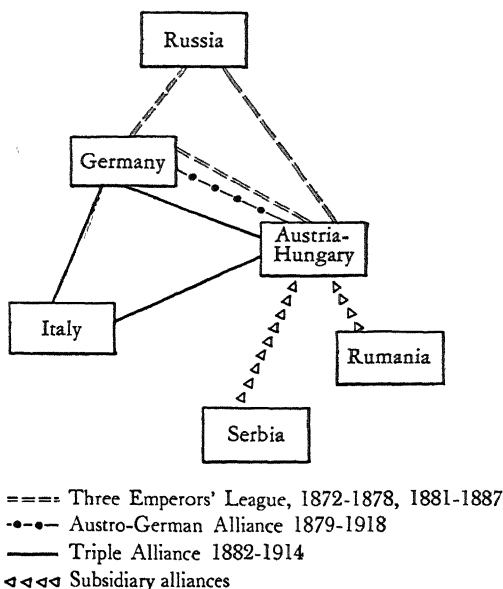 Russia
Germany
Austria-
Hungary
Italy
Rumania
Serbia
Three Emperors' League, 1872-1878, 1881-1887
Austro-German Alliance 1879-1918
Triple Alliance 1882-1914
Subsidiary alliances